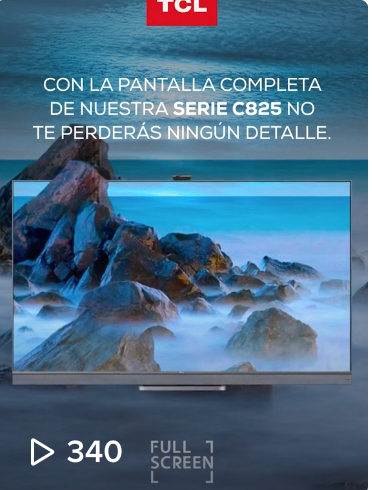 TCL
CON LA PANTALLA COMPLETA
DE NUESTRA SERIE C825 NO
TE PERDERÁS NINGÚN DETALLE.
340
FULL
SCREEN